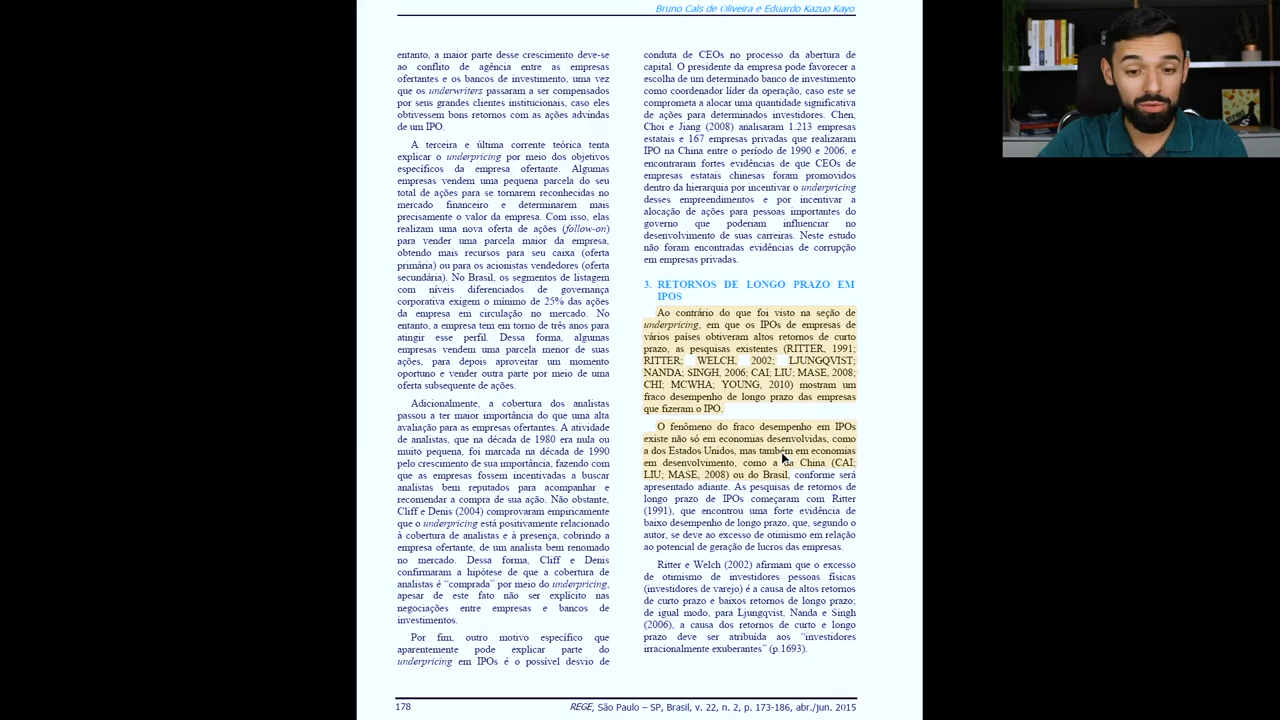 Bruno Cals de Oliveira e Eduardo Kazuo Kayo
entanto, a maior parte desse crescimento deve-se
ao conflito de agência entre as empresas
ofertantes e os bancos de investimento, uma vez
que os underwriters passaram a ser compensados
por seus grandes clientes institucionais, caso eles
obtivessem bons retornos com as ações advindas
de um IPO.
A terceira e última corrente teórica tenta
explicar o underpricing por meio dos objetivos
específicos da empresa ofertante. Algumas
empresas vendem uma pequena parcela do seu
total de ações para se tornarem reconhecidas no
mercado financeiro e determinarem mais
precisamente o valor da empresa. Com isso, elas
realizam uma nova oferta de ações (follow-on)
para vender uma parcela maior da empresa,
obtendo mais recursos para seu caixa (oferta
primária) ou para os acionistas vendedores (oferta
secundária). No Brasil, os segmentos de listagem
com níveis diferenciados de governança
corporativa exigem o mínimo de 25% das ações
da empresa em circulação no mercado. No
entanto, a empresa tem em torno de três anos para
atingir esse perfil. Dessa forma, algumas
empresas vendem uma parcela menor de suas
ações, para depois aproveitar um momento
oportuno e vender outra parte por meio de uma
oferta subsequente de ações.
Adicionalmente, a cobertura dos analistas
passou a ter maior importância do que uma alta
avaliação para as empresas ofertantes. A atividade
de analistas, que na década de 1980 era nula ou
muito pequena, foi marcada na década de 1990
pelo crescimento de sua importância, fazendo com
que as empresas fossem incentivadas a buscar
analistas bem reputados para acompanhar e
recomendar a compra de sua ação. Não obstante,
Cliff e Denis (2004) comprovaram empiricamente
que o underpricing está positivamente relacionado
à cobertura de analistas e à presença, cobrindo a
empresa ofertante, de um analista bem renomado
no mercado. Dessa forma, Cliff e Denis
confirmaram a hipótese de que a cobertura de
analistas é “comprada” por meio do underpricing,
apesar de este fato não ser explícito nas
negociações entre empresas e bancos de
investimentos.
Por fim, outro motivo específico que
aparentemente pode explicar parte do
underpricing em IPOs é o possível desvio de
conduta de CEOs no processo da abertura de
capital. O presidente da empresa pode favorecer a
escolha de um determinado banco de investimento
como coordenador líder da operação, caso este se
comprometa a alocar uma quantidade significativa
de ações para determinados investidores. Chen,
Choi e Jiang (2008) analisaram 1.213 empresas
estatais e 167 empresas privadas que realizaram
IPO na China entre o período de 1990 e 2006, e
encontraram fortes evidências de que CEOs de
empresas estatais chinesas foram promovidos
dentro da hierarquia por incentivar o underpricing
desses empreendimentos e por incentivar a
alocação de ações para pessoas importantes do
governo que poderiam influenciar no
desenvolvimento de suas carreiras. Neste estudo
não foram encontradas evidências de corrupção
em empresas privadas.
3. RETORNOS DE LONGO PRAZO EM
IPOS
Ao contrário do que foi visto na seção de
underpricing, em que os IPOs de empresas de
vários países obtiveram altos retornos de curto
prazo, as pesquisas existentes (RITTER, 1991;
RITTER; WELCH, 2002; LJUNGQVIST;
NANDA; SINGH, 2006; CAI; LIU; MASE, 2008;
CHI; MCWHA; YOUNG, 2010) mostram um
fraco desempenho de longo prazo das empresas
que fizeram o IPO.
O fenômeno do fraco desempenho em IPOs
existe não só em economias desenvolvidas, como
a dos Estados Unidos, mas também em economias
em desenvolvimento, como a da China (CAI;
LIU; MASE, 2008) ou do Brasil, conforme será
apresentado adiante. As pesquisas de retornos de
longo prazo de IPOs começaram com Ritter
(1991), que encontrou uma forte evidência de
baixo desempenho de longo prazo, que, segundo o
autor, se deve ao excesso de otimismo em relação
ao potencial de geração de lucros das empresas.
Ritter e Welch (2002) afirmam que o excesso
de otimismo de investidores pessoas físicas
(investidores de varejo) é a causa de altos retornos
de curto prazo e baixos retornos de longo prazo;
de igual modo, para Ljungqvist, Nanda e Singh
(2006), a causa dos retornos de curto e longo
prazo deve ser atribuída aos “investidores
irracionalmente exuberantes” (p.1693).
178 REGE, São Paulo – SP, Brasil, v. 22, n. 2, p. 173-186, abr./jun. 2015